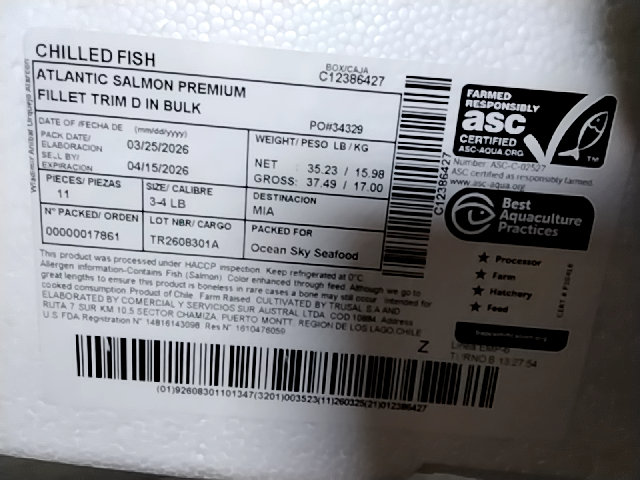 CHILLED FISH
BOX/CAJA
C12386427
ATLANTIC SALMON PREMIUM
FILLET TRIM D IN BULK
PO#34329
DATE OF /FECHA DE (mm/dd/yyyy)
PACK DATE/
ELABORACION 03/25/2026
SELL BY/
EXPIRACION 04/15/2026
WEIGHT/ PESO LB / KG
NET : 35.23 / 15.98
GROSS: 37.49 / 17.00
PIECES/ PIEZAS
11
SIZE/ CALIBRE
3-4 LB
DESTINACION
MIA
N° PACKED/ ORDEN
00000017861
LOT NBR/ CARGO
TR2608301A
PACKED FOR
Ocean Sky Seafood
C12386427
This product was processed under HACCP inspection. Keep refrigerated at 0°C.
Allergen information-Contains Fish (Salmon) Color enhanced through feed. Although we go to
great lengths to ensure this product is boneless in rare cases a bone may still occur. Intended for
cooked consumption.Product of Chile. Farm Raised. CULTIVATED BY TRUSAL S.A AND
ELABORATED BY COMERCIAL Y SERVICIOS SUR AUSTRAL LTDA. COD 10884. Address
RUTA 7 SUR KM 10.5 SECTOR CHAMIZA, PUERTO MONTT. REGION DE LOS LAGO.CHILE
U.S FDA Registration N° 14816143098 Res N° 1610476059
Z
(01)92608301101347(3201)003523(11)260325(21)012386427
FARMED
RESPONSIBLY
asc
CERTIFIED
ASC-AQUA.ORG
TM
Number: ASC-C-02527
ASC certified as responsibly farmed.
www.asc-aqua.org
Best
Aquaculture
Practices
Processor
Farm
Hatchery
Feed
13:27:54